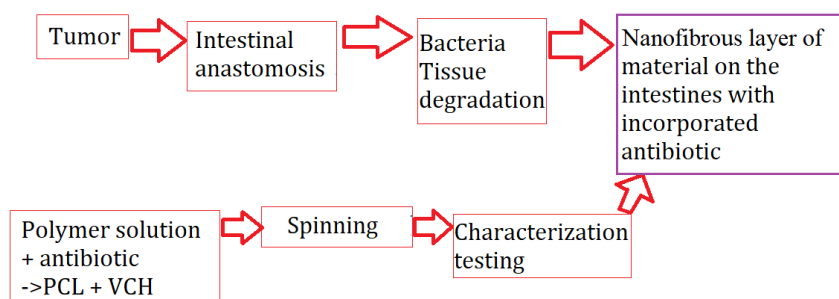 Tumor
Intestinal
anastomosis
Bacteria
Tissue
degradation
Nanofibrous layer of
material on the
intestines with
incorporated
antibiotic
Polymer solution
+ antibiotic
->PCL + VCH
Spinning
Characterization
testing